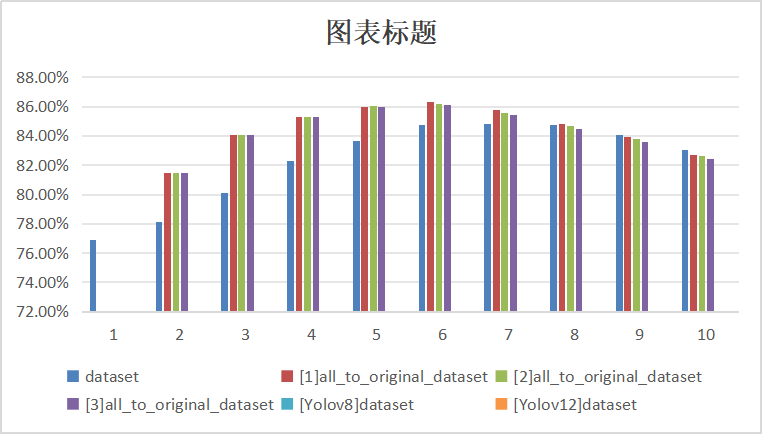 图表标题
88.00%
86.00%
84.00%
82.00%
80.00%
78.00%
76.00%
74.00%
72.00%
1 2 3 4 5 6 7 8 9 10
dataset [1]all_to_original_dataset [2]all_to_original_dataset
[3]all_to_original_dataset [Yolov8]dataset [Yolov12]dataset